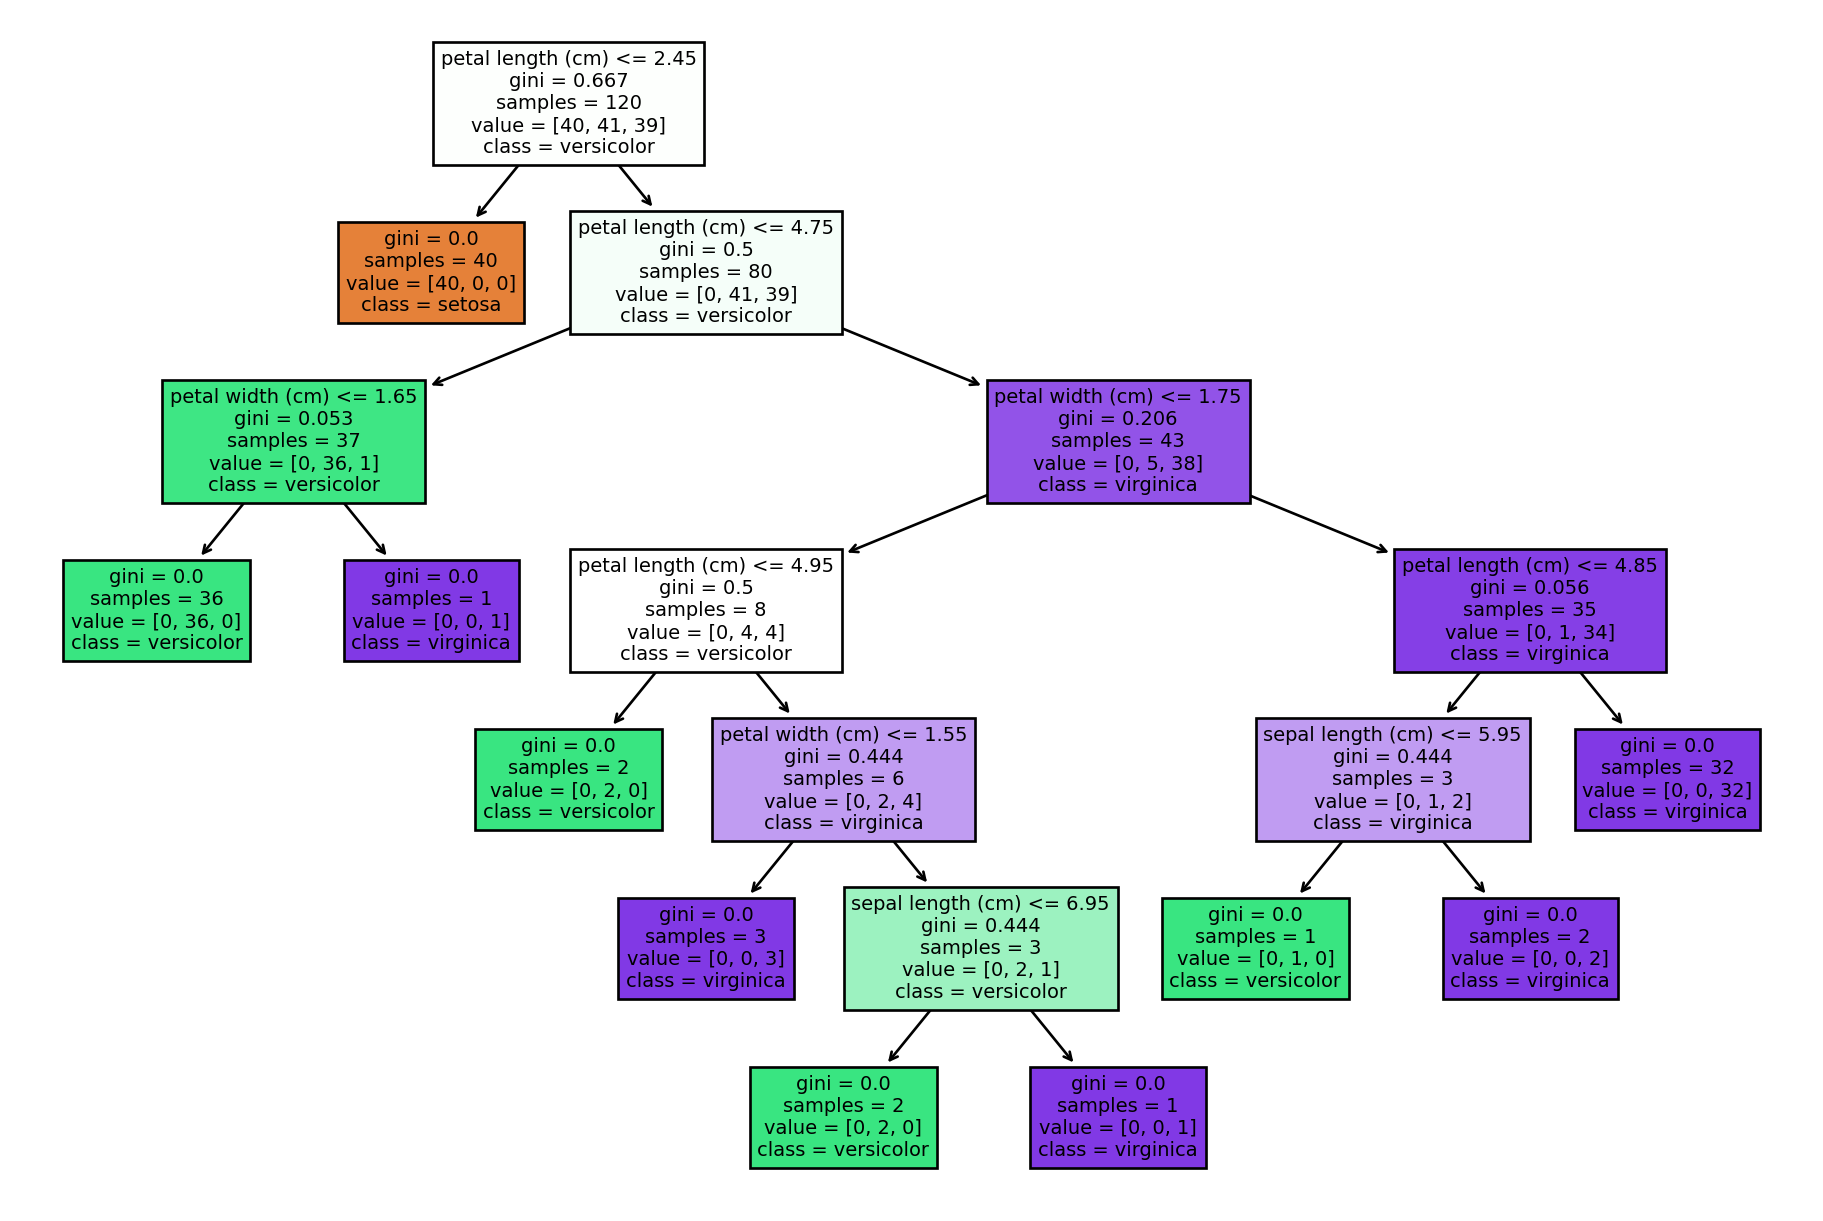 petal length (cm) <= 2.45
gini = 0.667
samples = 120
value = [40, 41, 39]
class = versicolor
gini = 0.0
samples = 40
value = [40, 0, 0]
class = setosa
petal length (cm) <= 4.75
gini = 0.5
samples = 80
value = [0, 41, 39]
class = versicolor
petal width (cm) <= 1.65
gini = 0.053
samples = 37
value = [0, 36, 1]
class = versicolor
petal width (cm) <= 1.75
gini = 0.206
samples = 43
value = [0, 5, 38]
class = virginica
gini = 0.0
samples = 36
value = [0, 36, 0]
class = versicolor
gini = 0.0
samples = 1
value = [0, 0, 1]
class = virginica
petal length (cm) <= 4.95
gini = 0.5
samples = 8
value = [0, 4, 4]
class = versicolor
petal length (cm) <= 4.85
gini = 0.056
samples = 35
value = [0, 1, 34]
class = virginica
gini = 0.0
samples = 2
value = [0, 2, 0]
class = versicolor
petal width (cm) <= 1.55
gini = 0.444
samples = 6
value = [0, 2, 4]
class = virginica
sepal length (cm) <= 5.95
gini = 0.444
samples = 3
value = [0, 1, 2]
class = virginica
gini = 0.0
samples = 32
value = [0, 0, 32]
class = virginica
gini = 0.0
samples = 3
value = [0, 0, 3]
class = virginica
sepal length (cm) <= 6.95
gini = 0.444
samples = 3
value = [0, 2, 1]
class = versicolor
gini = 0.0
samples = 1
value = [0, 1, 0]
class = versicolor
gini = 0.0
samples = 2
value = [0, 0, 2]
class = virginica
gini = 0.0
samples = 2
value = [0, 2, 0]
class = versicolor
gini = 0.0
samples = 1
value = [0, 0, 1]
class = virginica